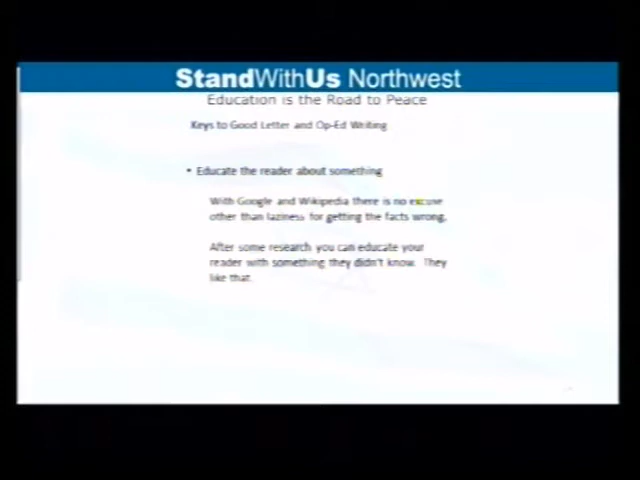 StandWithUs Northwest
Education is the Road to Peace
Keys to Good Letter and Op-Ed Writing
• Educate the reader about something
With Google and Wikipedia there is no excuse
other than laziness for getting the facts wrong.
After some research you can educate your
reader with something they didn't know. They
like that.